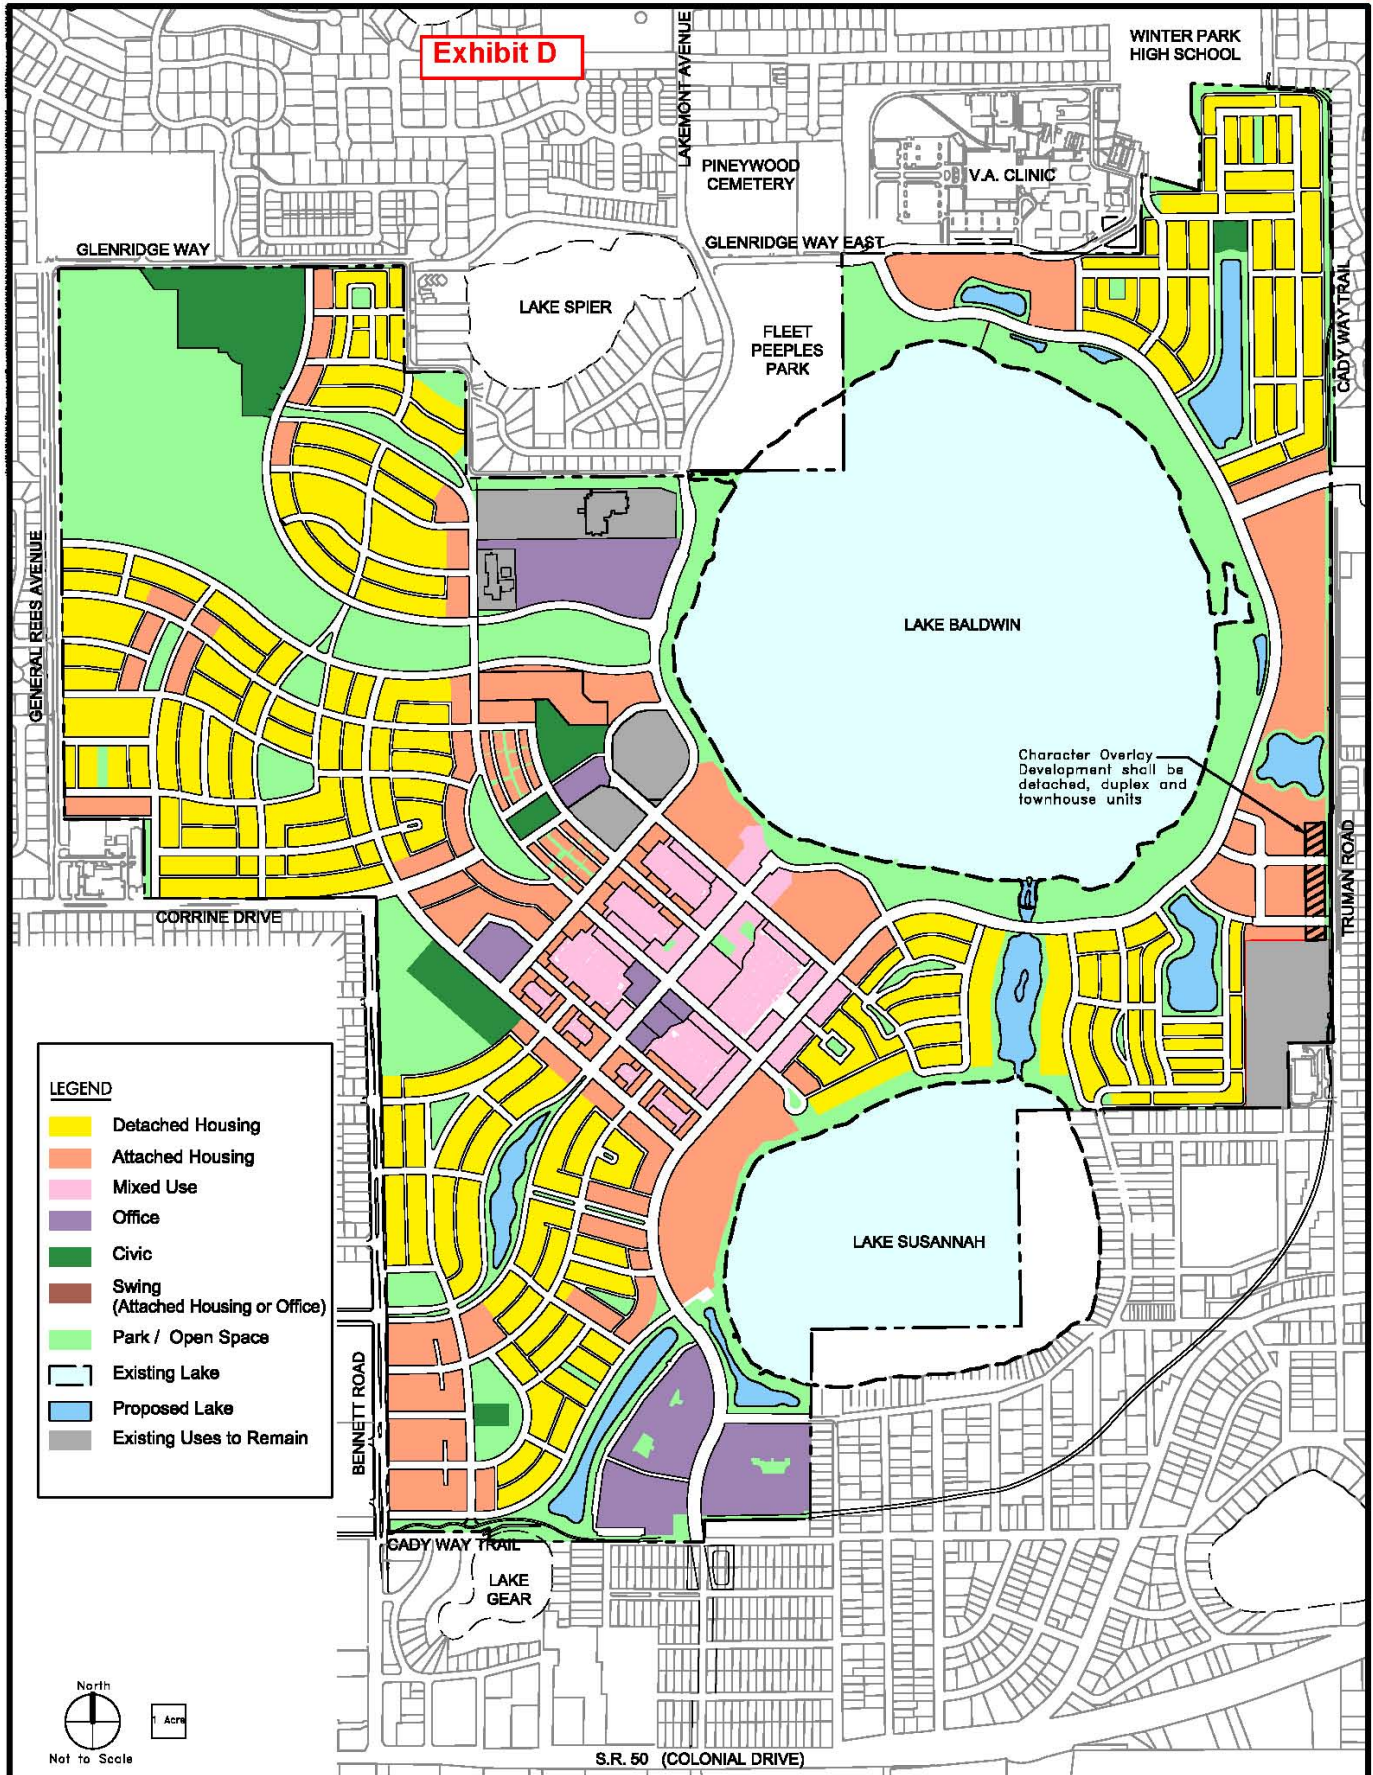 Exhibit D
LAKEMONT AVENUE
WINTER PARK
HIGH SCHOOL
PINEYWOOD
CEMETERY
V.A. CLINIC
GLENRIDGE WAY
GLENRIDGE WAY EAST
CADY WAY TRAIL
LAKE SPIER
FLEET
PEEPLES
PARK
GENERAL REES AVENUE
LAKE BALDWIN
Character Overlay
Development shall be
detached, duplex and
townhouse units
TRUMAN ROAD
CORRINE DRIVE
LEGEND
Detached Housing
Attached Housing
Mixed Use
Office
Civic
Swing
(Attached Housing or Office)
Park / Open Space
Existing Lake
Proposed Lake
Existing Uses to Remain
LAKE SUSANNAH
BENNETT ROAD
CADY WAY TRAIL
LAKE
GEAR
North
Not to Scale
1 Acre
S.R. 50 (COLONIAL DRIVE)